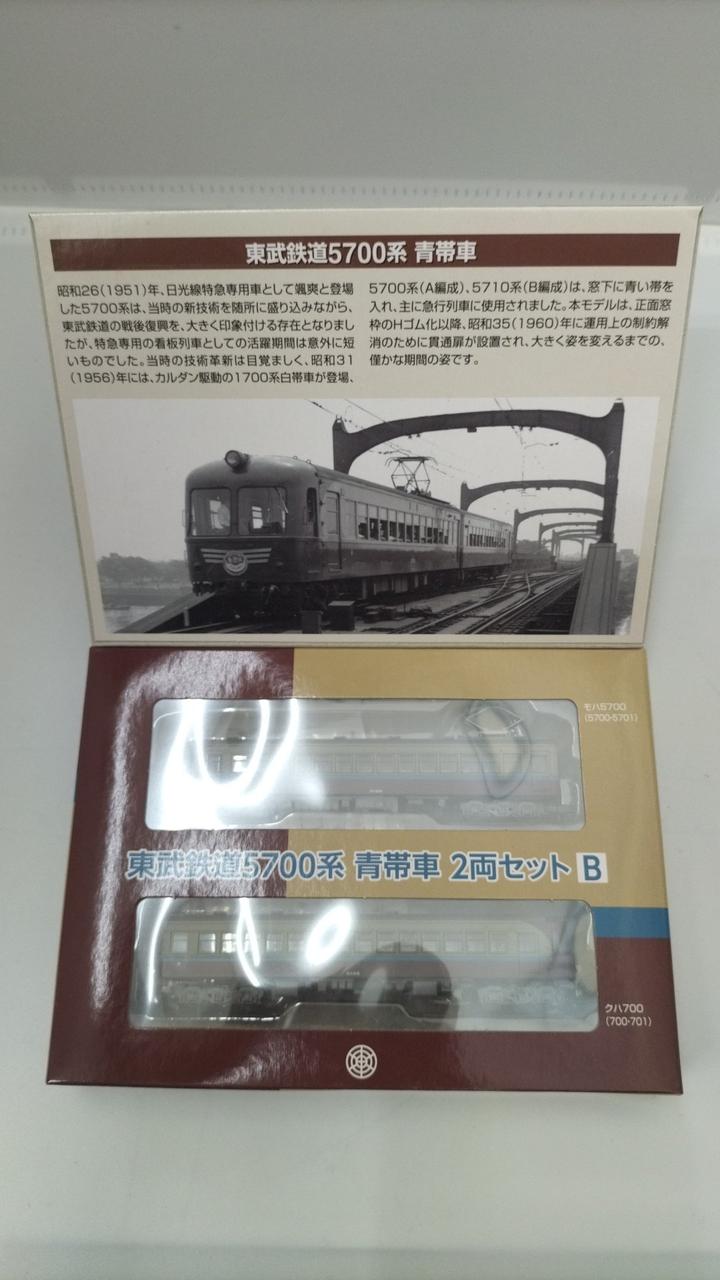 東武鉄道5700系 青帯車
昭和26(1951)年、日光線特急専用車として颯爽と登場
した5700系は、当時の新技術を随所に盛り込みながら、
東武鉄道の戦後復興を、大きく印象付ける存在となりまし
たが、特急専用の看板列車としての活躍期間は意外に短
いものでした。当時の技術革新は目覚ましく、昭和31
(1956)年には、カルダン駆動の1700系白帯車が登場、
5700系(A編成)、5710系(B編成)は、窓下に青い帯を
入れ、主に急行列車に使用されました。本モデルは、正面窓
枠のHゴム化以降、昭和35(1960)年に運用上の制約解
消のために貫通扉が設置され、大きく姿を変えるまでの、
僅かな期間の姿です。
モハ5700
(5700・5701)
東武鉄道5700系 青帯車 2両セット B
クハ700
(700・701)